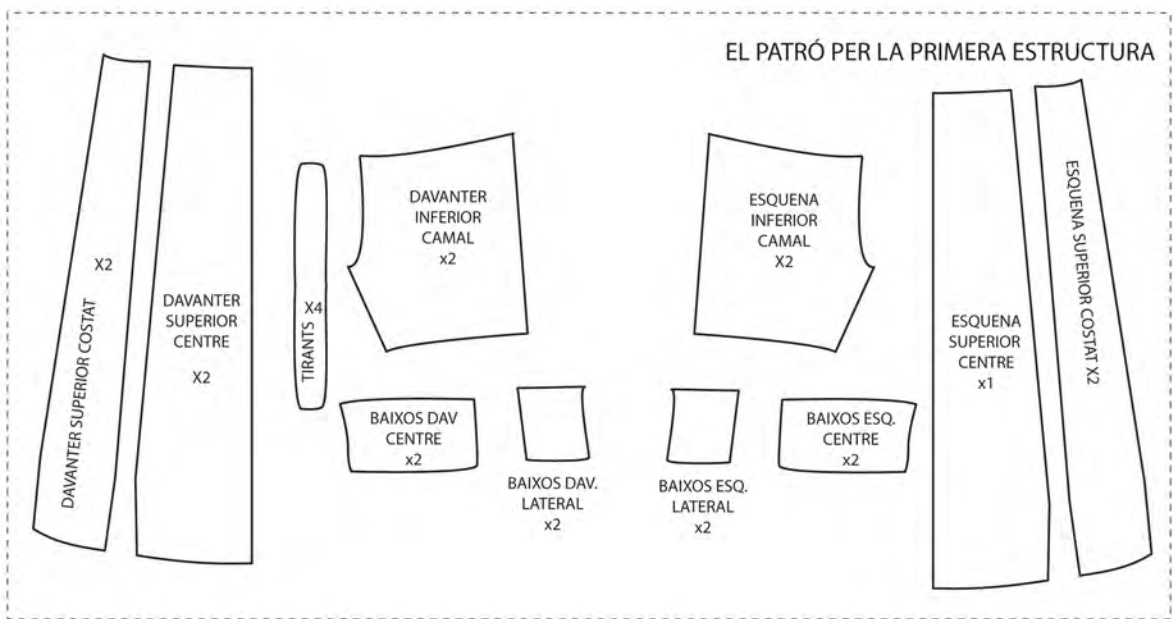 EL PATRÓ PER LA PRIMERA ESTRUCTURA
DAVANTER SUPERIOR COSTAT
X2
DAVANTER
SUPERIOR
CENTRE
X2
TIRANTS X4
DAVANTER
INFERIOR
CAMAL
x2
ESQUENA
INFERIOR
CAMAL
X2
BAIXOS DAV
CENTRE
x2
BAIXOS DAV.
LATERAL
x2
BAIXOS ESQ.
LATERAL
x2
BAIXOS ESQ.
CENTRE
x2
ESQUENA
SUPERIOR
CENTRE
x1
ESQUENA SUPERIOR COSTAT X2